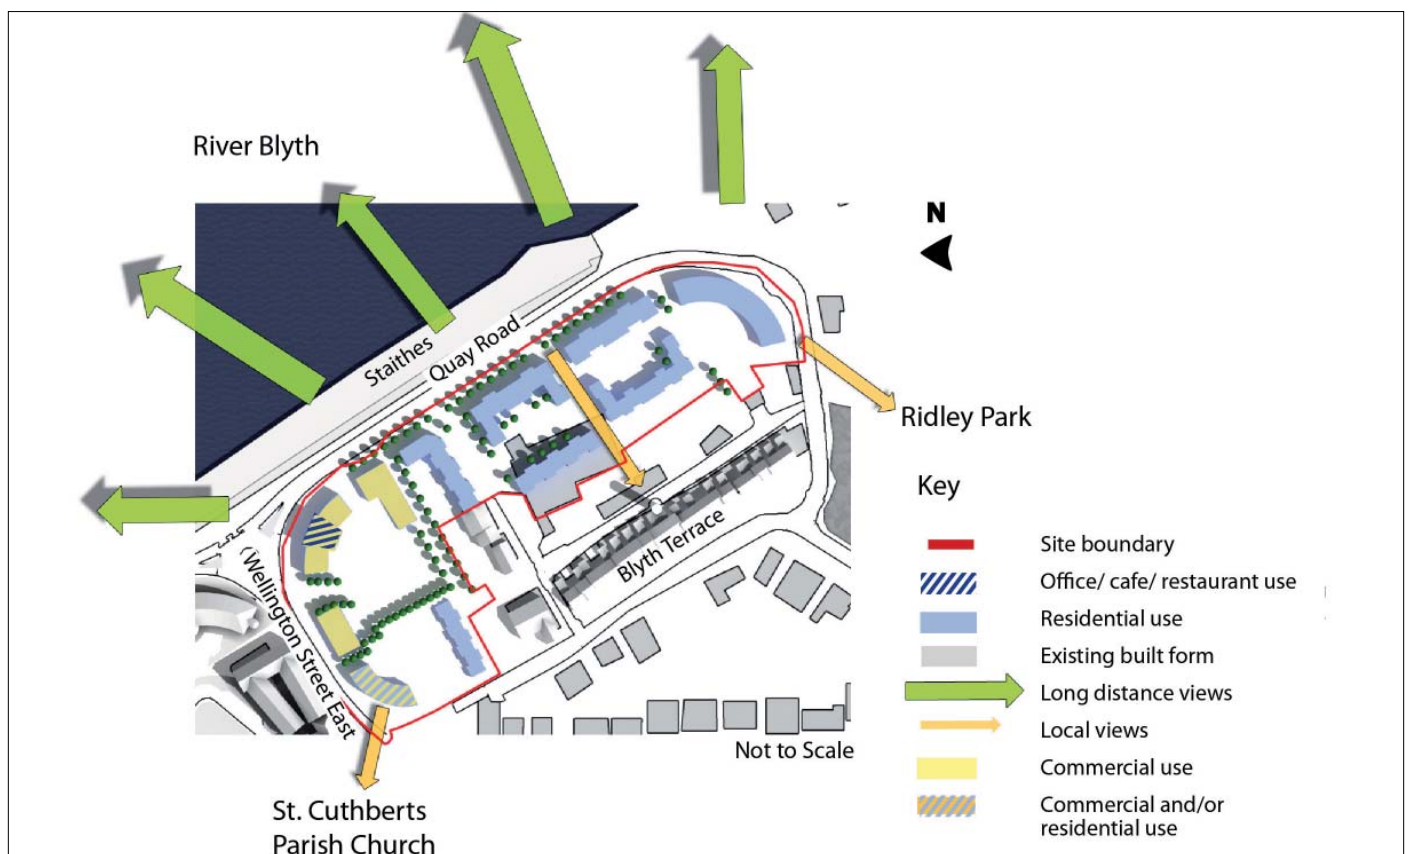 River Blyth
N
Staithes
Quay Road
Ridley Park
(Wellington Street East
Blyth Terrace
Not to Scale
St. Cuthberts
Parish Church
Key
Site boundary
Office/ cafe/ restaurant use
Residential use
Existing built form
Long distance views
Local views
Commercial use
Commercial and/or
residential use